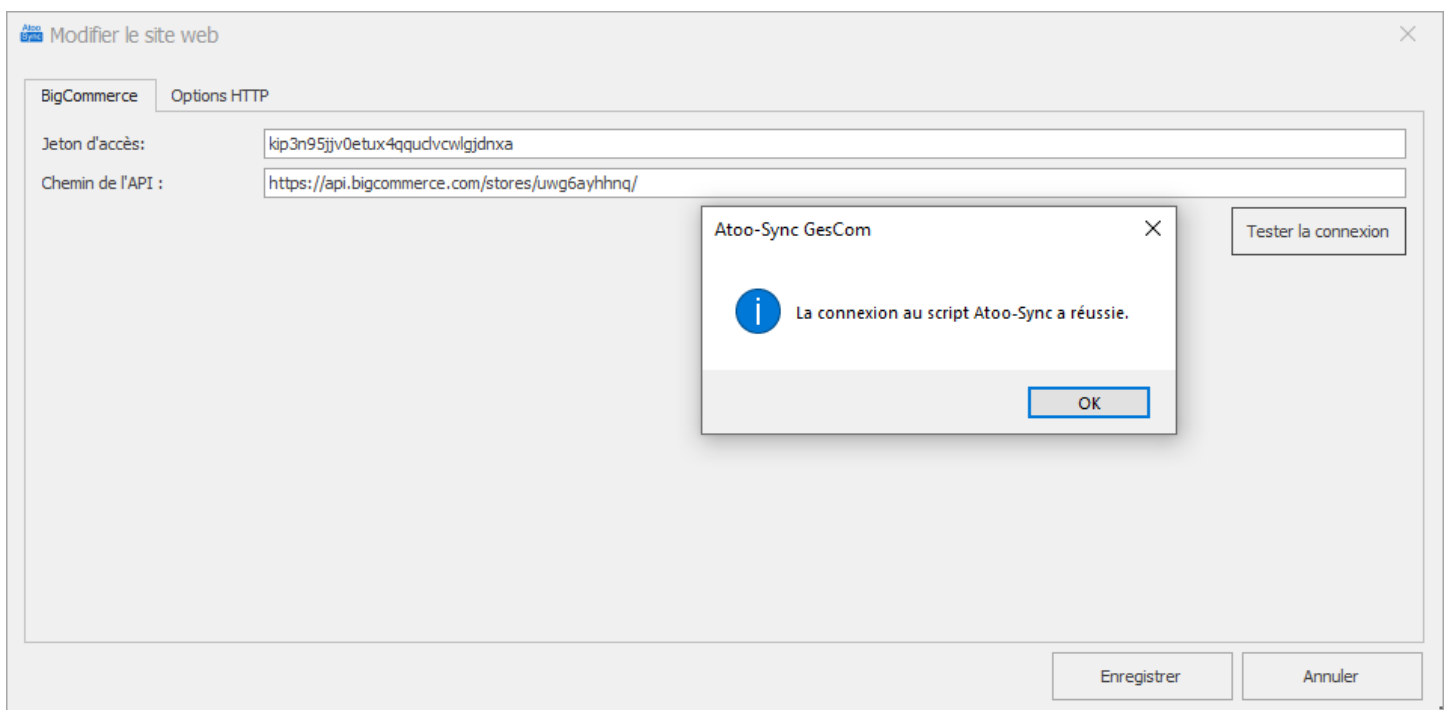 Atoo Sync Modifier le site web
BigCommerce Options HTTP
Jeton d'accès: kip3n95jjv0etux4qquclvcwlgjdnxa
Chemin de l'API : https://api.bigcommerce.com/stores/uwg6ayhhnq/
Tester la connexion
Atoo-Sync GesCom
i La connexion au script Atoo-Sync a réussie.
OK
Enregistrer Annuler